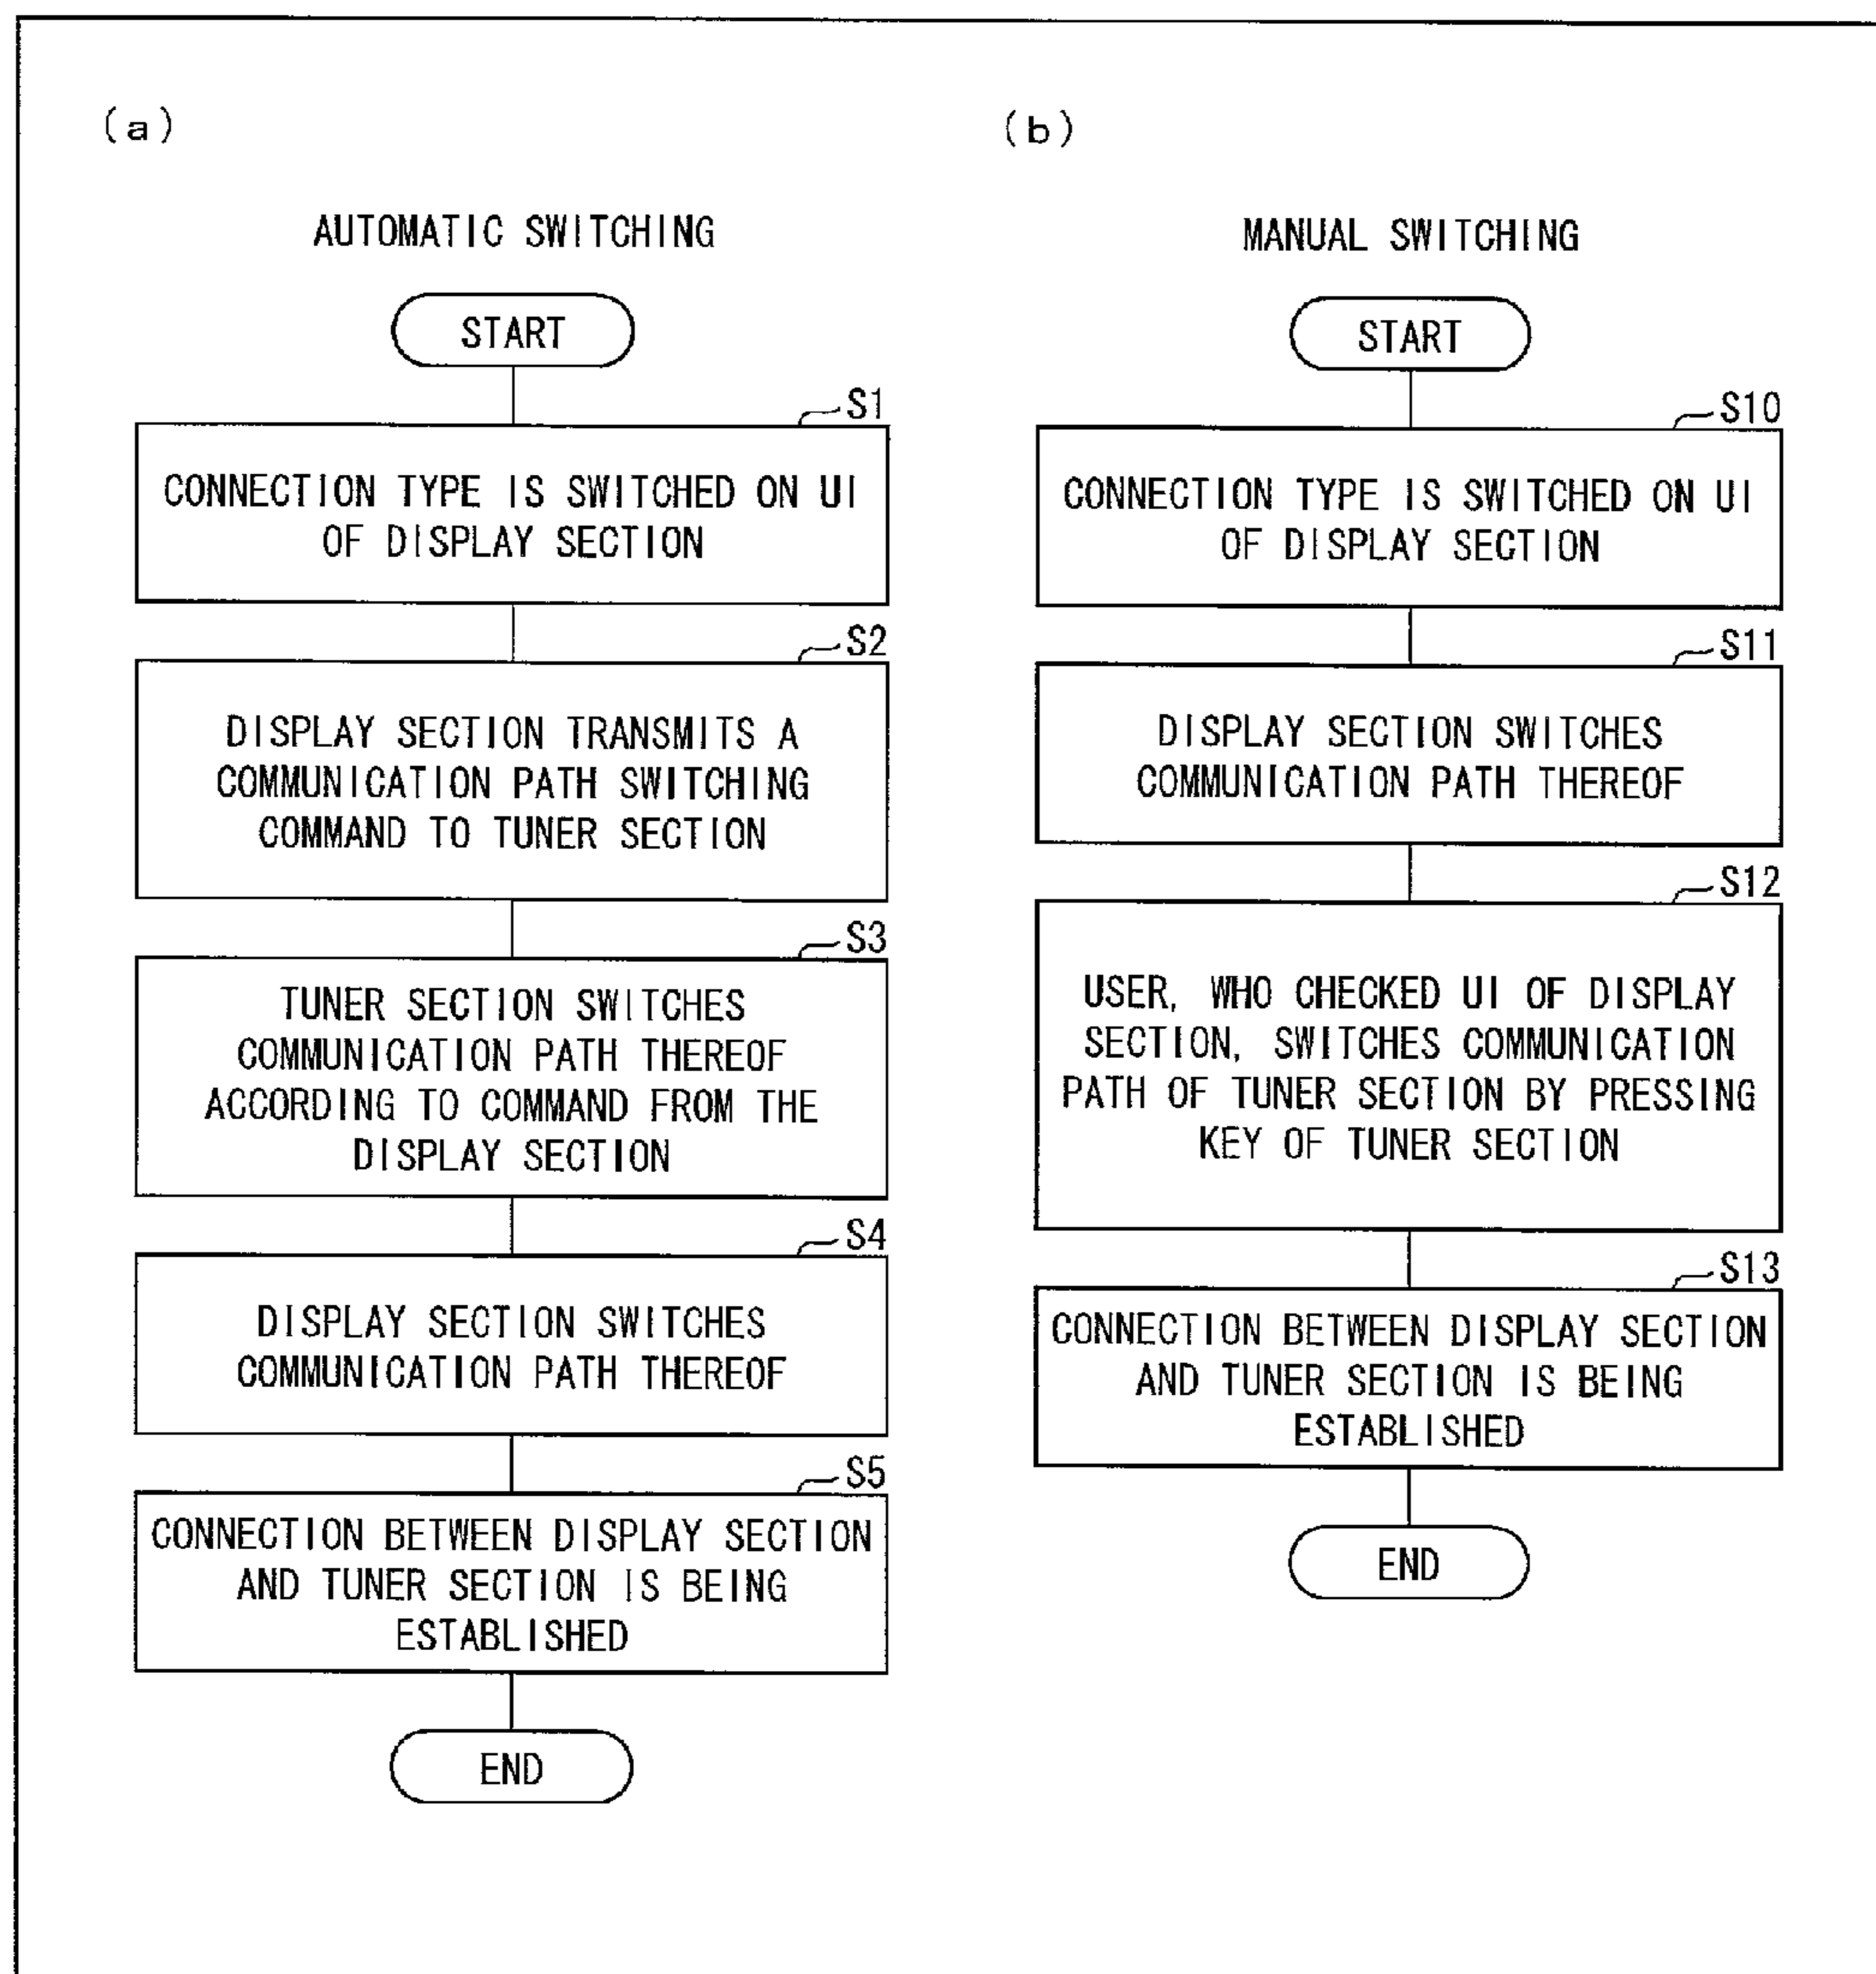 (a)
AUTOMATIC SWITCHING
START
S1
CONNECTION TYPE IS SWITCHED ON UI
OF DISPLAY SECTION
S2
DISPLAY SECTION TRANSMITS A
COMMUNICATION PATH SWITCHING
COMMAND TO TUNER SECTION
S3
TUNER SECTION SWITCHES
COMMUNICATION PATH THEREOF
ACCORDING TO COMMAND FROM THE
DISPLAY SECTION
S4
DISPLAY SECTION SWITCHES
COMMUNICATION PATH THEREOF
S5
CONNECTION BETWEEN DISPLAY SECTION
AND TUNER SECTION IS BEING
ESTABLISHED
END
(b)
MANUAL SWITCHING
START
S10
CONNECTION TYPE IS SWITCHED ON UI
OF DISPLAY SECTION
S11
DISPLAY SECTION SWITCHES
COMMUNICATION PATH THEREOF
S12
USER, WHO CHECKED UI OF DISPLAY
SECTION, SWITCHES COMMUNICATION
PATH OF TUNER SECTION BY PRESSING
KEY OF TUNER SECTION
S13
CONNECTION BETWEEN DISPLAY SECTION
AND TUNER SECTION IS BEING
ESTABLISHED
END